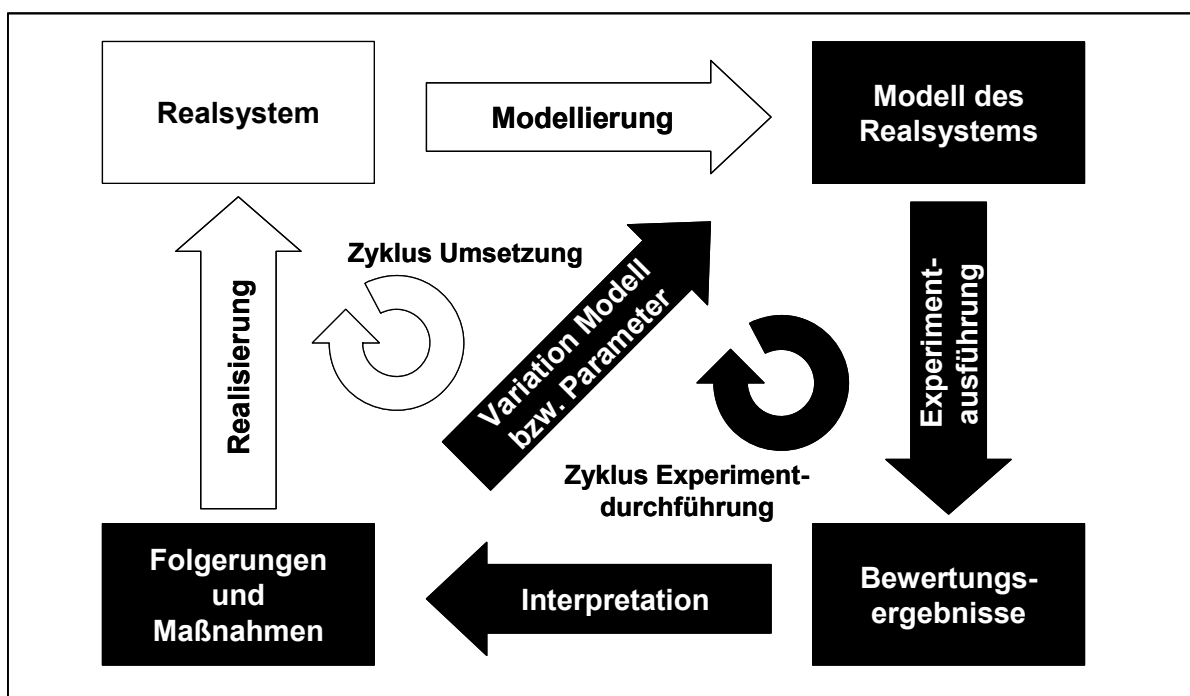 Realsystem
Modellierung
Modell des
Realsystems
Zyklus Umsetzung
Realisierung
Variation Modell
bzw. Parameter
Experiment-
ausführung
Zyklus Experiment-
durchführung
Folgerungen
und
Maßnahmen
Interpretation
Bewertungs-
ergebnisse